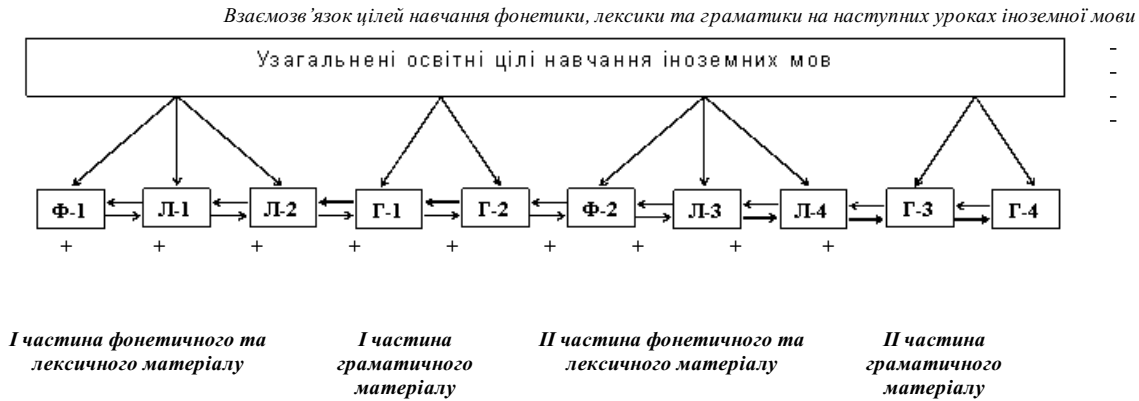 Взаємозв’язок цілей навчання фонетики, лексики та граматики на наступних уроках іноземної мови
Узагальнені освітні цілі навчання іноземних мов
-
-
-
-
Ф-1 Л-1 Л-2 Г-1 Г-2 Ф-2 Л-3 Л-4 Г-3 Г-4
+ + + + + + + + +
І частина фонетичного та
лексичного матеріалу
І частина
граматичного
матеріалу
ІІ частина фонетичного та
лексичного матеріалу
ІІ частина
граматичного
матеріалу